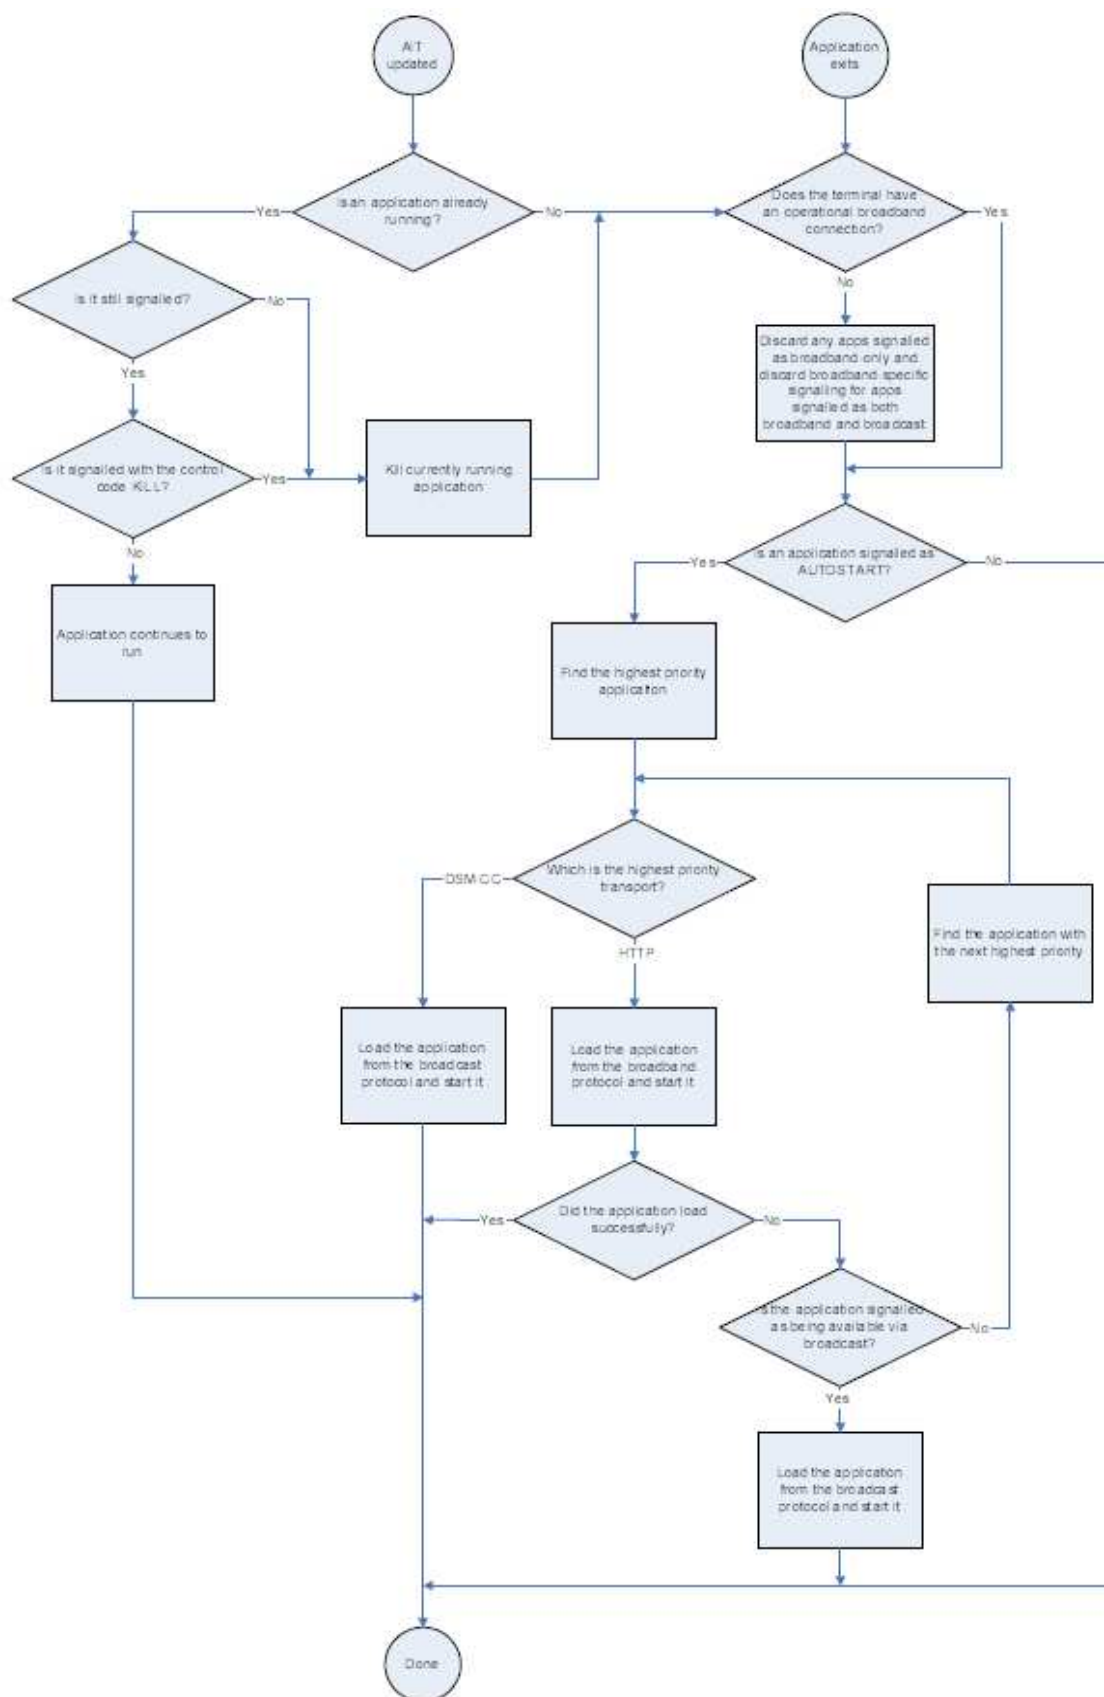 AIT
updated
Application
exits
Is an application already
running?
Yes
No
Does the terminal have
an operational broadband
connection?
Yes
No
Is it still signalled?
No
Yes
Discard any apps signalled
as broadband only and
discard broadband-specific
signalling for apps
signalled as both
broadband and broadcast
Is it signalled with the control
code KILL?
Yes
No
Kill currently running
application
Is an application signalled as
AUTOSTART?
Yes
No
Application continues to
run
Find the highest priority
application
Which is the highest priority
transport?
DSM-CC
HTTP
Find the application with
the next highest priority
Load the application
from the broadcast
protocol and start it
Load the application
from the broadband
protocol and start it
Did the application load
successfully?
Yes
No
Is the application signalled
as being available via
broadcast?
No
Yes
Load the application
from the broadcast
protocol and start it
Done